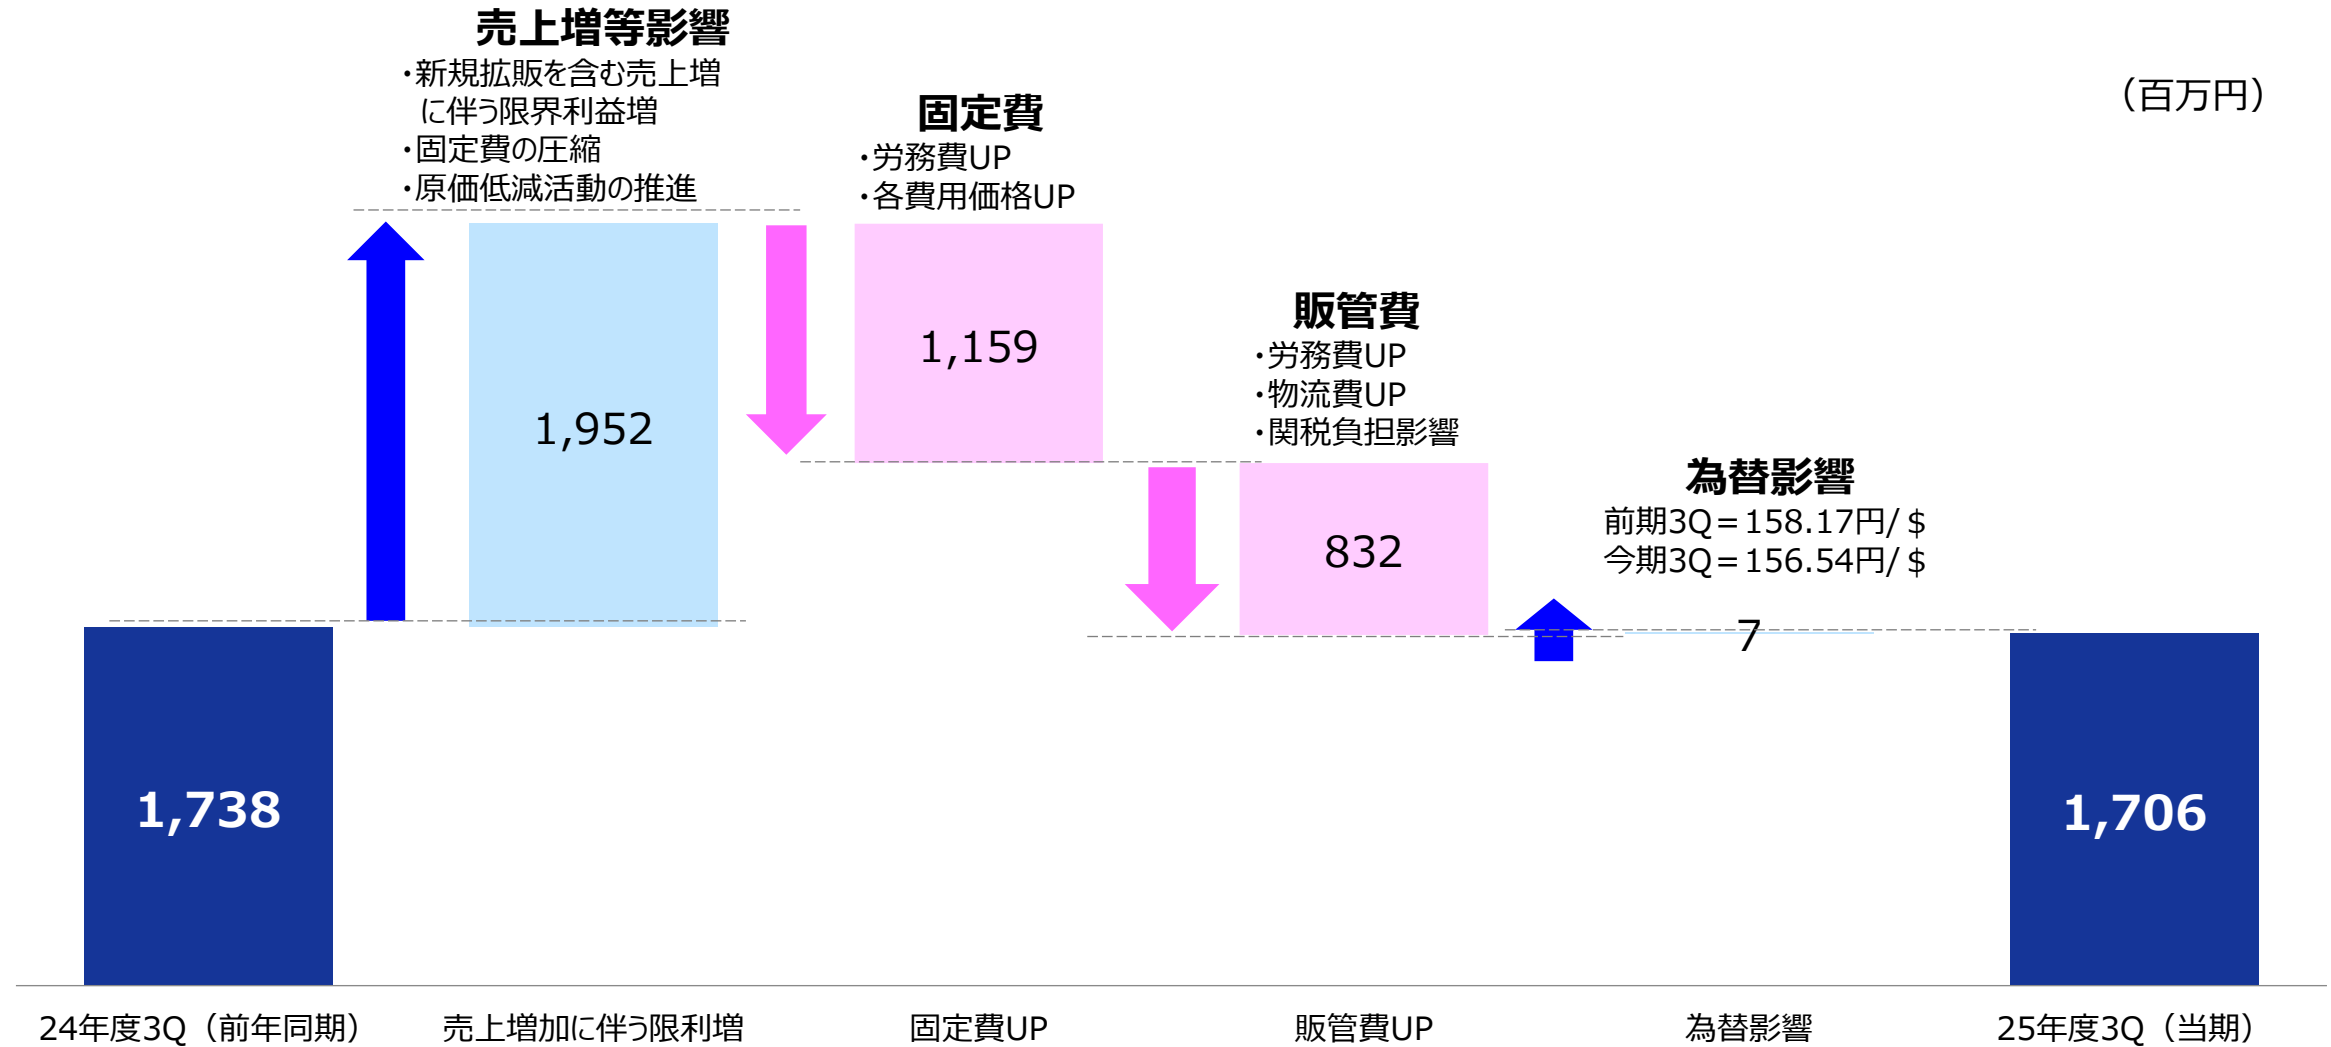 売上増等影響
・新規拡販を含む売上増
に伴う限界利益増
・固定費の圧縮
・原価低減活動の推進
（百万円）
固定費
・労務費UP
・各費用価格UP
販管費
・労務費UP
・物流費UP
・関税負担影響
為替影響
前期3Q＝158.17円/＄
今期3Q＝156.54円/＄
1,738
1,952
1,159
832
7
1,706
24年度3Q（前年同期）
売上増加に伴う限利増
固定費UP
販管費UP
為替影響
25年度3Q（当期）